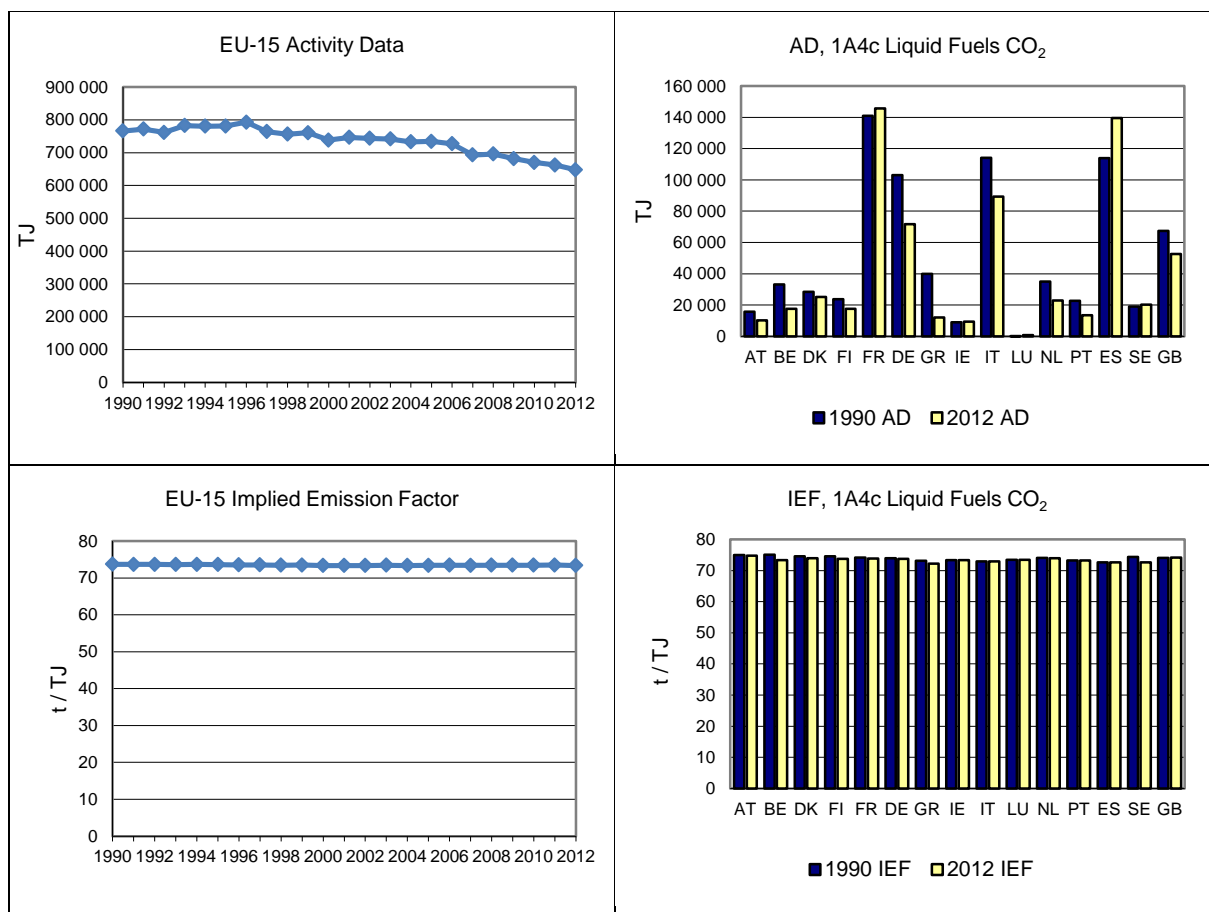 EU-15 Activity Data
900 000
800 000
700 000
600 000
500 000
400 000
300 000
200 000
100 000
0
TJ
1990 1992 1994 1996 1998 2000 2002 2004 2006 2008 2010 2012
AD, 1A4c Liquid Fuels CO₂
160 000
140 000
120 000
100 000
80 000
60 000
40 000
20 000
0
TJ
AT BE DK FI FR DE GR IE IT LU NL PT ES SE GB
1990 AD 2012 AD
EU-15 Implied Emission Factor
80
70
60
50
40
30
20
10
0
t / TJ
1990 1992 1994 1996 1998 2000 2002 2004 2006 2008 2010 2012
IEF, 1A4c Liquid Fuels CO₂
80
70
60
50
40
30
20
10
0
t / TJ
AT BE DK FI FR DE GR IE IT LU NL PT ES SE GB
1990 IEF 2012 IEF